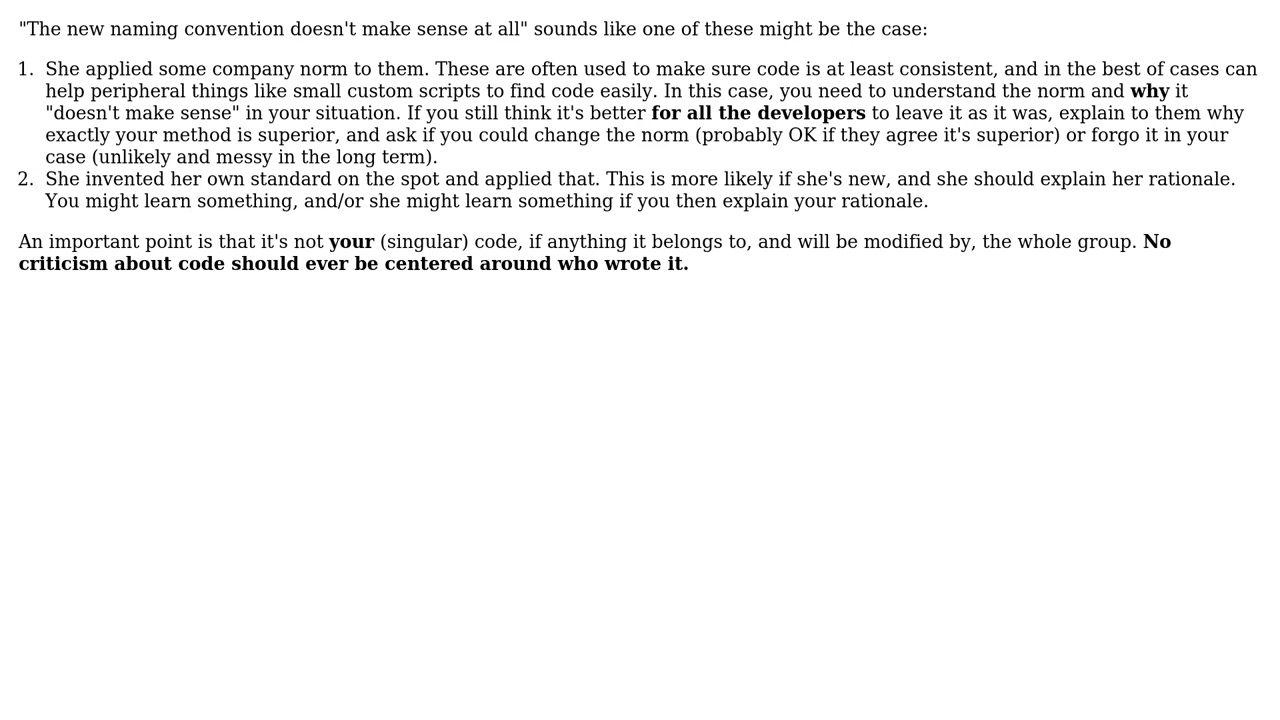 "The new naming convention doesn't make sense at all" sounds like one of these might be the case:
1. She applied some company norm to them. These are often used to make sure code is at least consistent, and in the best of cases can
help peripheral things like small custom scripts to find code easily. In this case, you need to understand the norm and why it
"doesn't make sense" in your situation. If you still think it's better for all the developers to leave it as it was, explain to them why
exactly your method is superior, and ask if you could change the norm (probably OK if they agree it's superior) or forgo it in your
case (unlikely and messy in the long term).
2. She invented her own standard on the spot and applied that. This is more likely if she's new, and she should explain her rationale.
You might learn something, and/or she might learn something if you then explain your rationale.
An important point is that it's not your (singular) code, if anything it belongs to, and will be modified by, the whole group. No
criticism about code should ever be centered around who wrote it.